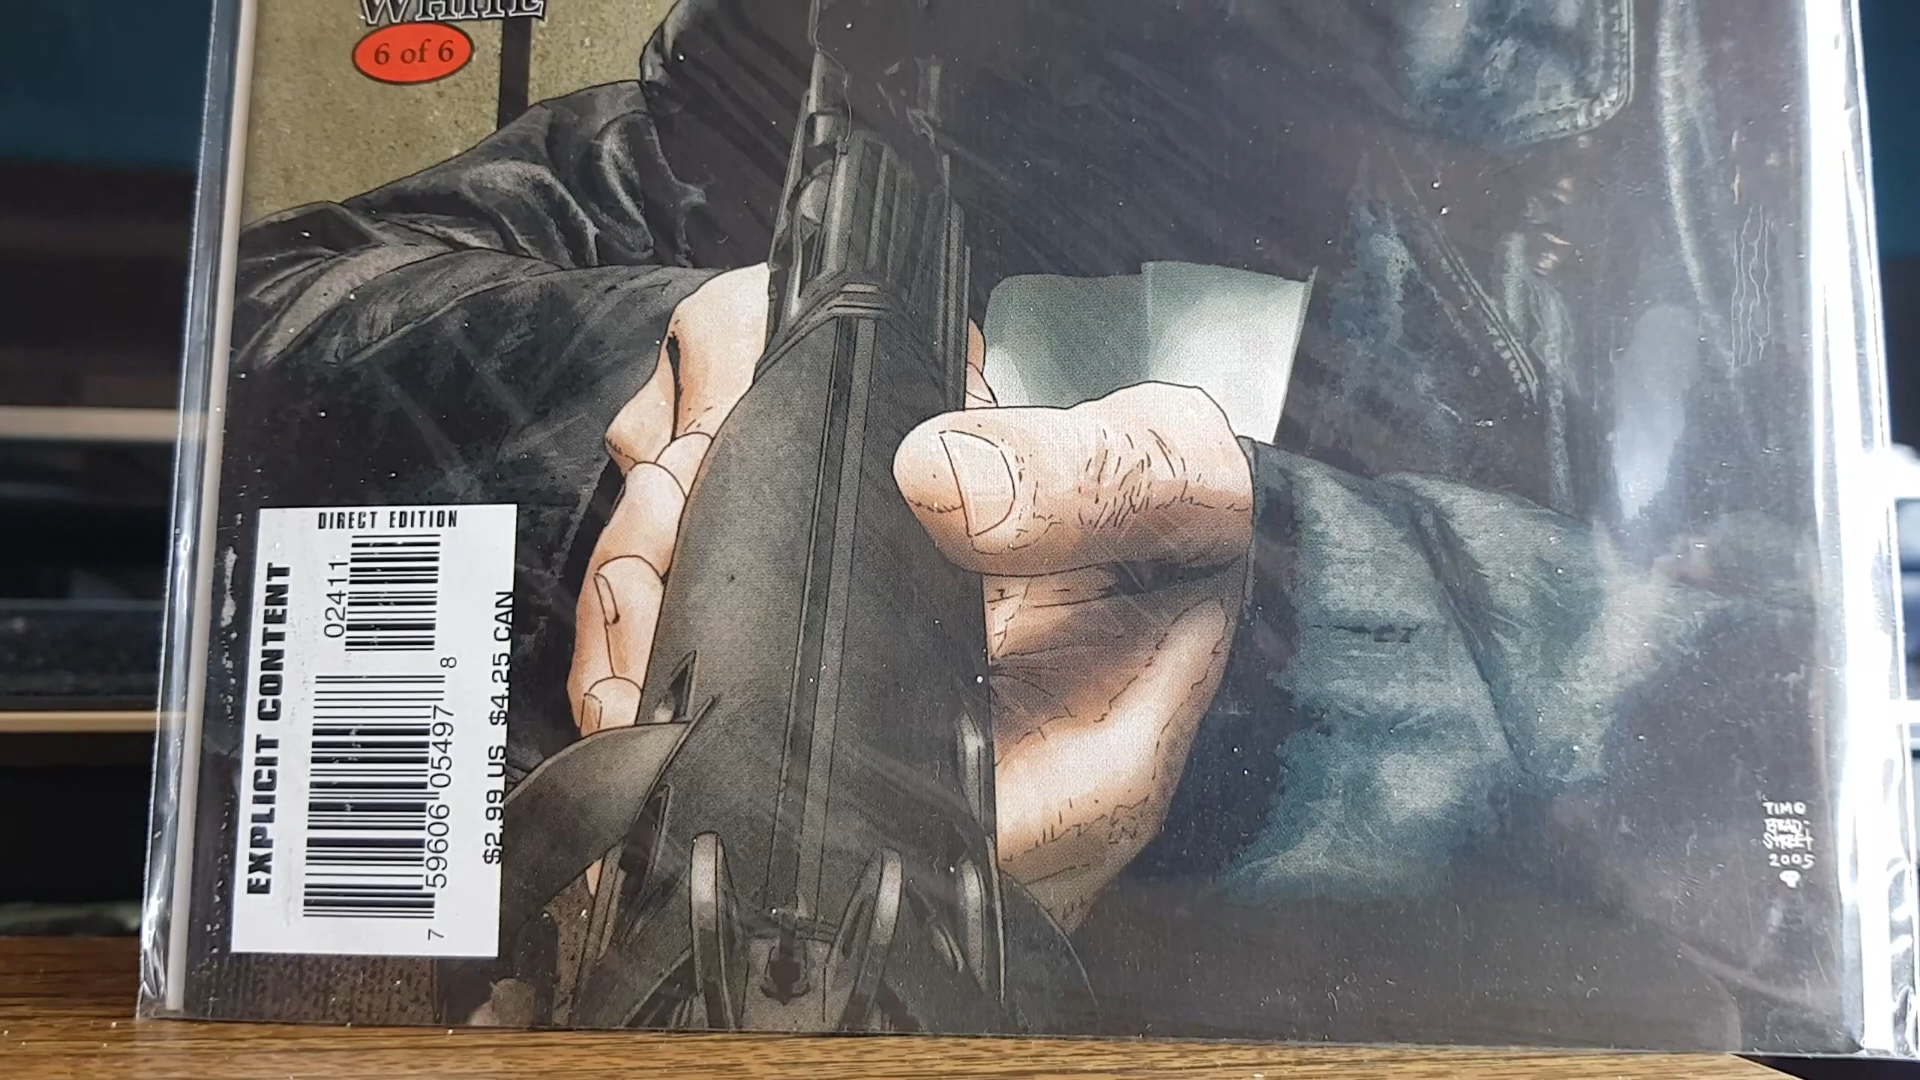 WHITE
6 of 6
DIRECT EDITION
02411
EXPLICIT CONTENT
7 59606 05497 8
$2.99 US $4.25 CAN
TIM
BRAD-
STREET
2005